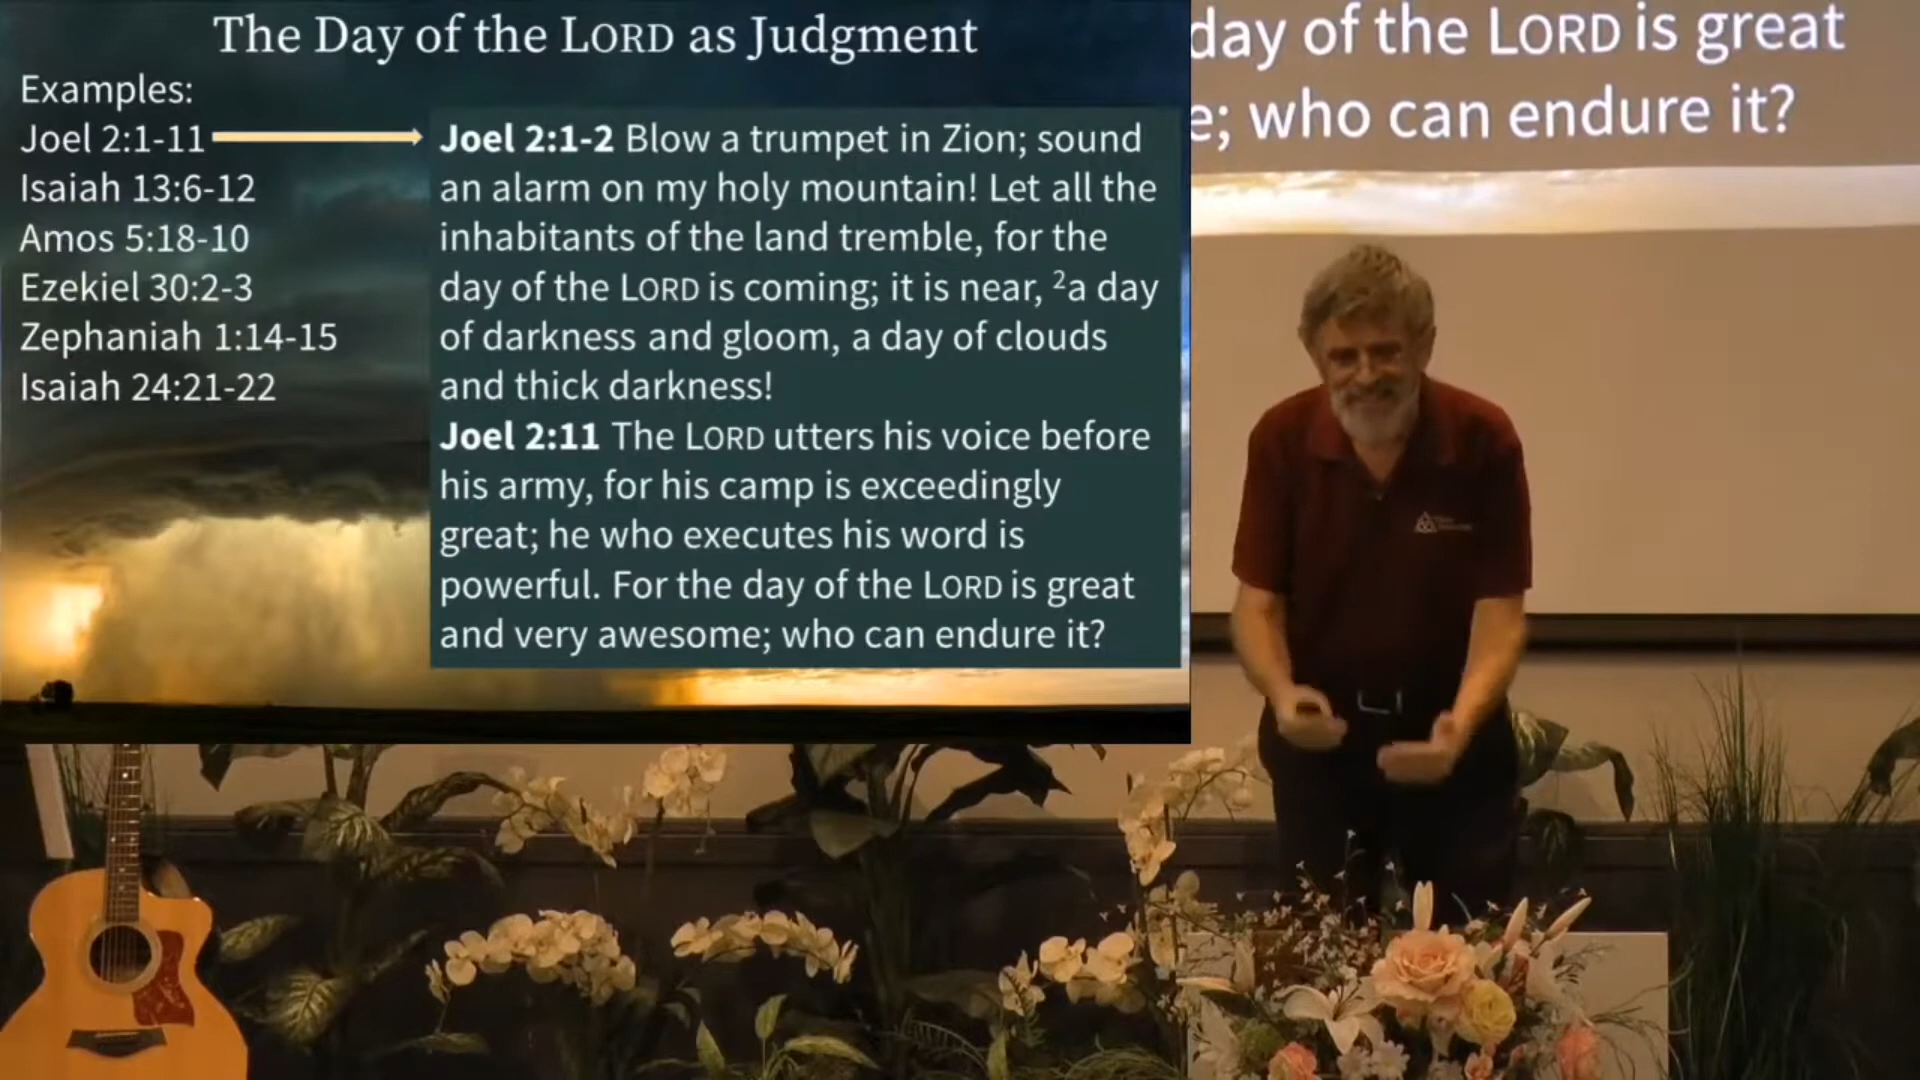 The Day of the LORD as Judgment
Examples:
Joel 2:1-11
Isaiah 13:6-12
Amos 5:18-10
Ezekiel 30:2-3
Zephaniah 1:14-15
Isaiah 24:21-22
Joel 2:1-2 Blow a trumpet in Zion; sound
an alarm on my holy mountain! Let all the
inhabitants of the land tremble, for the
day of the LORD is coming; it is near, ²a day
of darkness and gloom, a day of clouds
and thick darkness!
Joel 2:11 The LORD utters his voice before
his army, for his camp is exceedingly
great; he who executes his word is
powerful. For the day of the LORD is great
and very awesome; who can endure it?
day of the LORD is great
e; who can endure it?